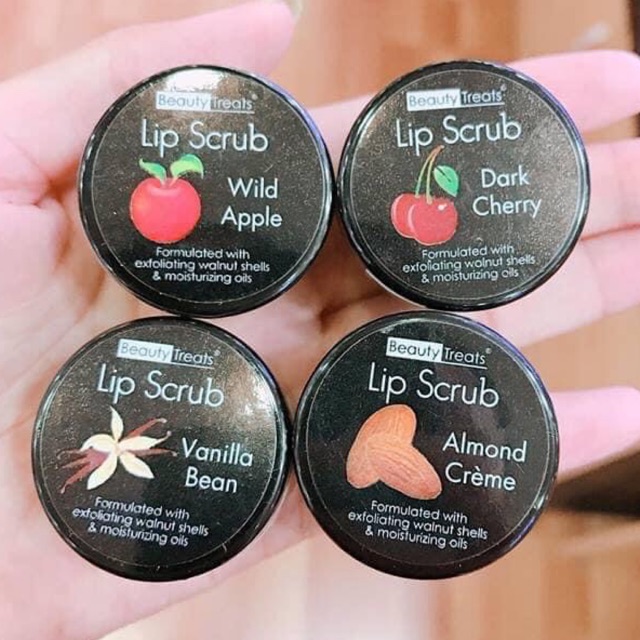 Beauty Treats®
Lip Scrub
Wild
Apple
Formulated with
exfoliating walnut shells
& moisturizing oils
Beauty Treats®
Lip Scrub
Dark
Cherry
Formulated with
exfoliating walnut shells
& moisturizing oils
Beauty Treats®
Lip Scrub
Vanilla
Bean
Formulated with
exfoliating walnut shells
& moisturizing oils
Beauty Treats®
Lip Scrub
Almond
Crème
Formulated with
exfoliating walnut shells
& moisturizing oils